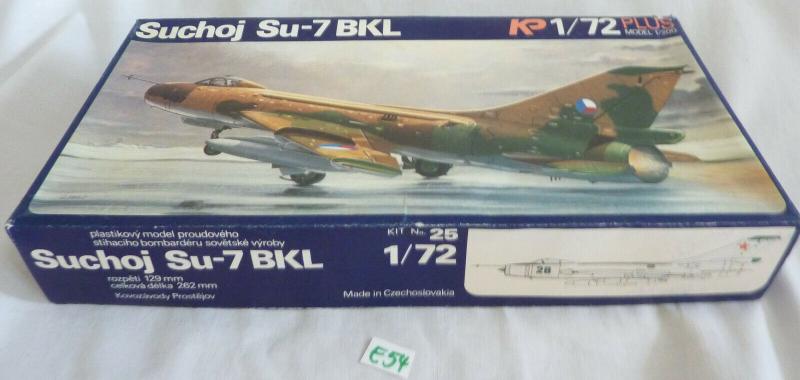 Suchoj Su-7 BKL
KP 1/72 PLUS
MODEL 1/200
plastikový model proudového
stíhacího bombardéru sovětské výroby
Suchoj Su-7 BKL
rozpětí 129 mm
celková délka 262 mm
Kovozávody Prostějov
KIT No. 25
1/72
Made in Czechoslovakia
28
E54